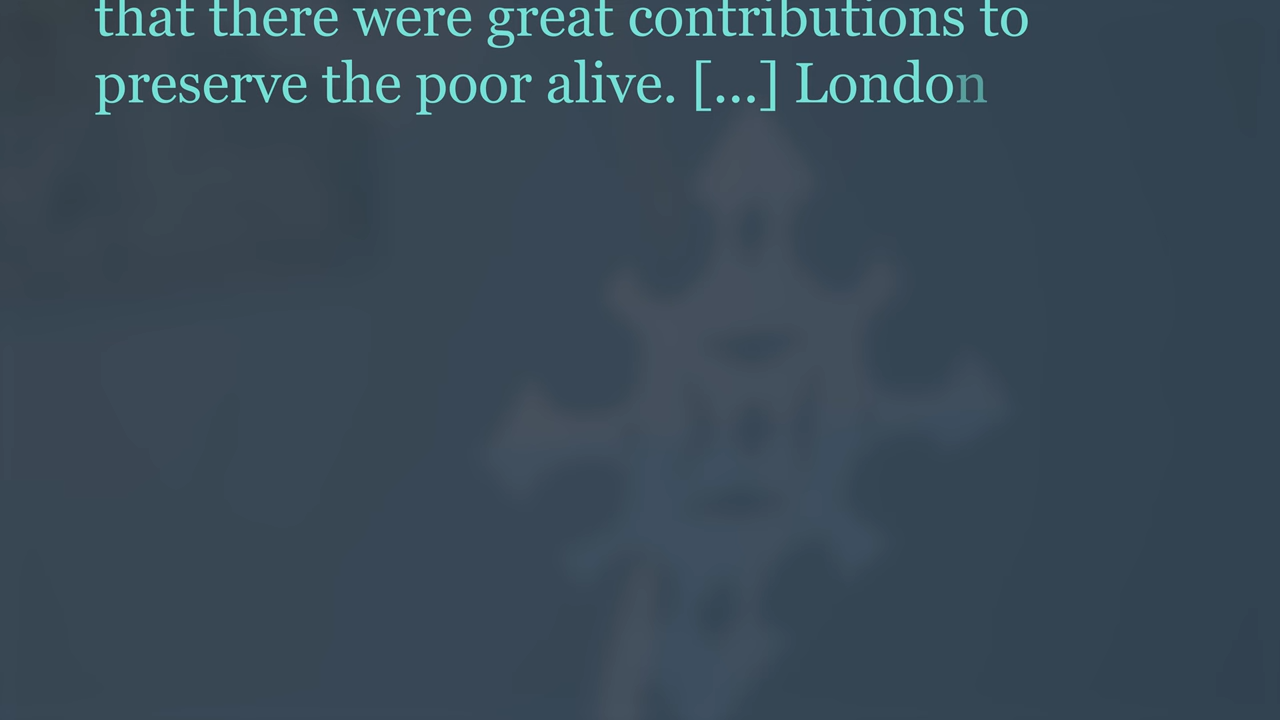 that there were great contributions to
preserve the poor alive. [...] London